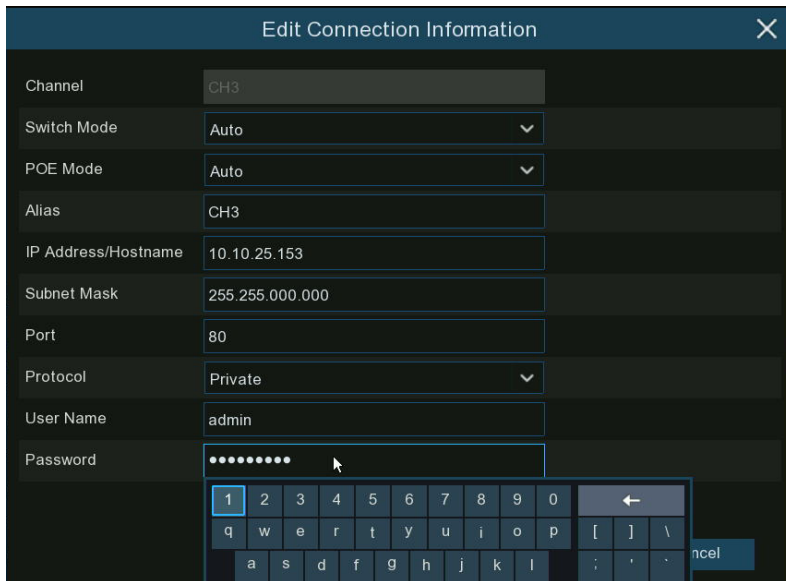 Edit Connection Information
Channel CH3
Switch Mode Auto
POE Mode Auto
Alias CH3
IP Address/Hostname 10.10.25.153
Subnet Mask 255.255.000.000
Port 80
Protocol Private
User Name admin
Password •••••••••
1 2 3 4 5 6 7 8 9 0 ←
q w e r t y u i o p [ ] \
ncel
a s d f g h j k l ; ' `